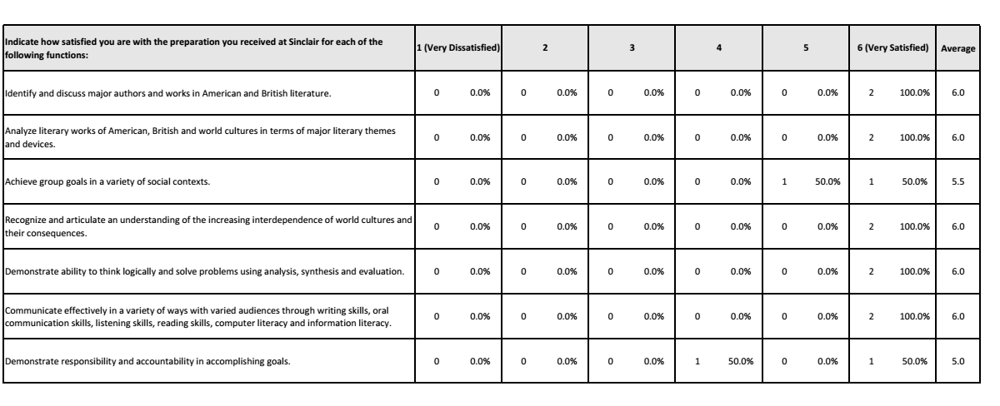 Indicate how satisfied you are with the preparation you received at Sinclair for each of the
following functions:
1 (Very Dissatisfied) 2 3 4 5 6 (Very Satisfied) Average
Identify and discuss major authors and works in American and British literature. 0 0.0% 0 0.0% 0 0.0% 0 0.0% 0 0.0% 2 100.0% 6.0
Analyze literary works of American, British and world cultures in terms of major literary themes
and devices.
0 0.0% 0 0.0% 0 0.0% 0 0.0% 0 0.0% 2 100.0% 6.0
Achieve group goals in a variety of social contexts. 0 0.0% 0 0.0% 0 0.0% 0 0.0% 1 50.0% 1 50.0% 5.5
Recognize and articulate an understanding of the increasing interdependence of world cultures and
their consequences.
0 0.0% 0 0.0% 0 0.0% 0 0.0% 0 0.0% 2 100.0% 6.0
Demonstrate ability to think logically and solve problems using analysis, synthesis and evaluation. 0 0.0% 0 0.0% 0 0.0% 0 0.0% 0 0.0% 2 100.0% 6.0
Communicate effectively in a variety of ways with varied audiences through writing skills, oral
communication skills, listening skills, reading skills, computer literacy and information literacy.
0 0.0% 0 0.0% 0 0.0% 0 0.0% 0 0.0% 2 100.0% 6.0
Demonstrate responsibility and accountability in accomplishing goals. 0 0.0% 0 0.0% 0 0.0% 1 50.0% 0 0.0% 1 50.0% 5.0